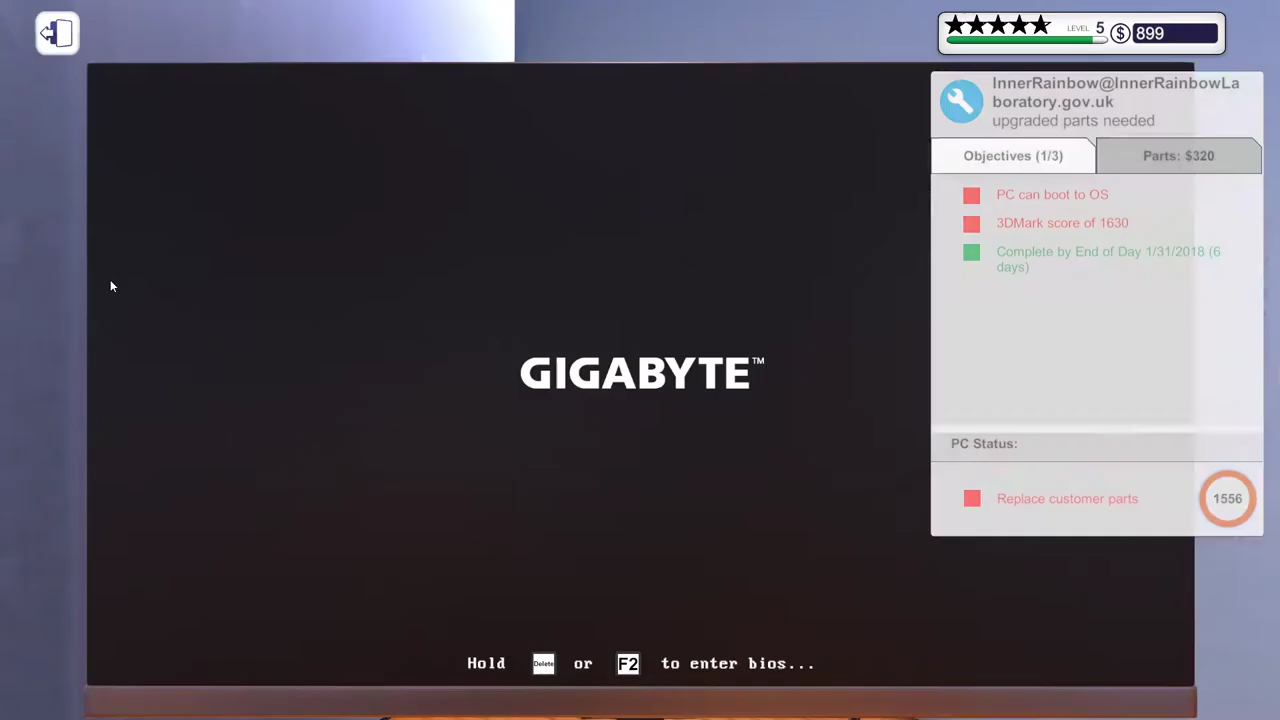 LEVEL 5 $ 899
InnerRainbow@InnerRainbowLa
boratory.gov.uk
upgraded parts needed
Objectives (1/3) Parts: $320
PC can boot to OS
3DMark score of 1630
Complete by End of Day 1/31/2018 (6
days)
GIGABYTE™
PC Status:
Replace customer parts 1556
Hold Delete or F2 to enter bios...